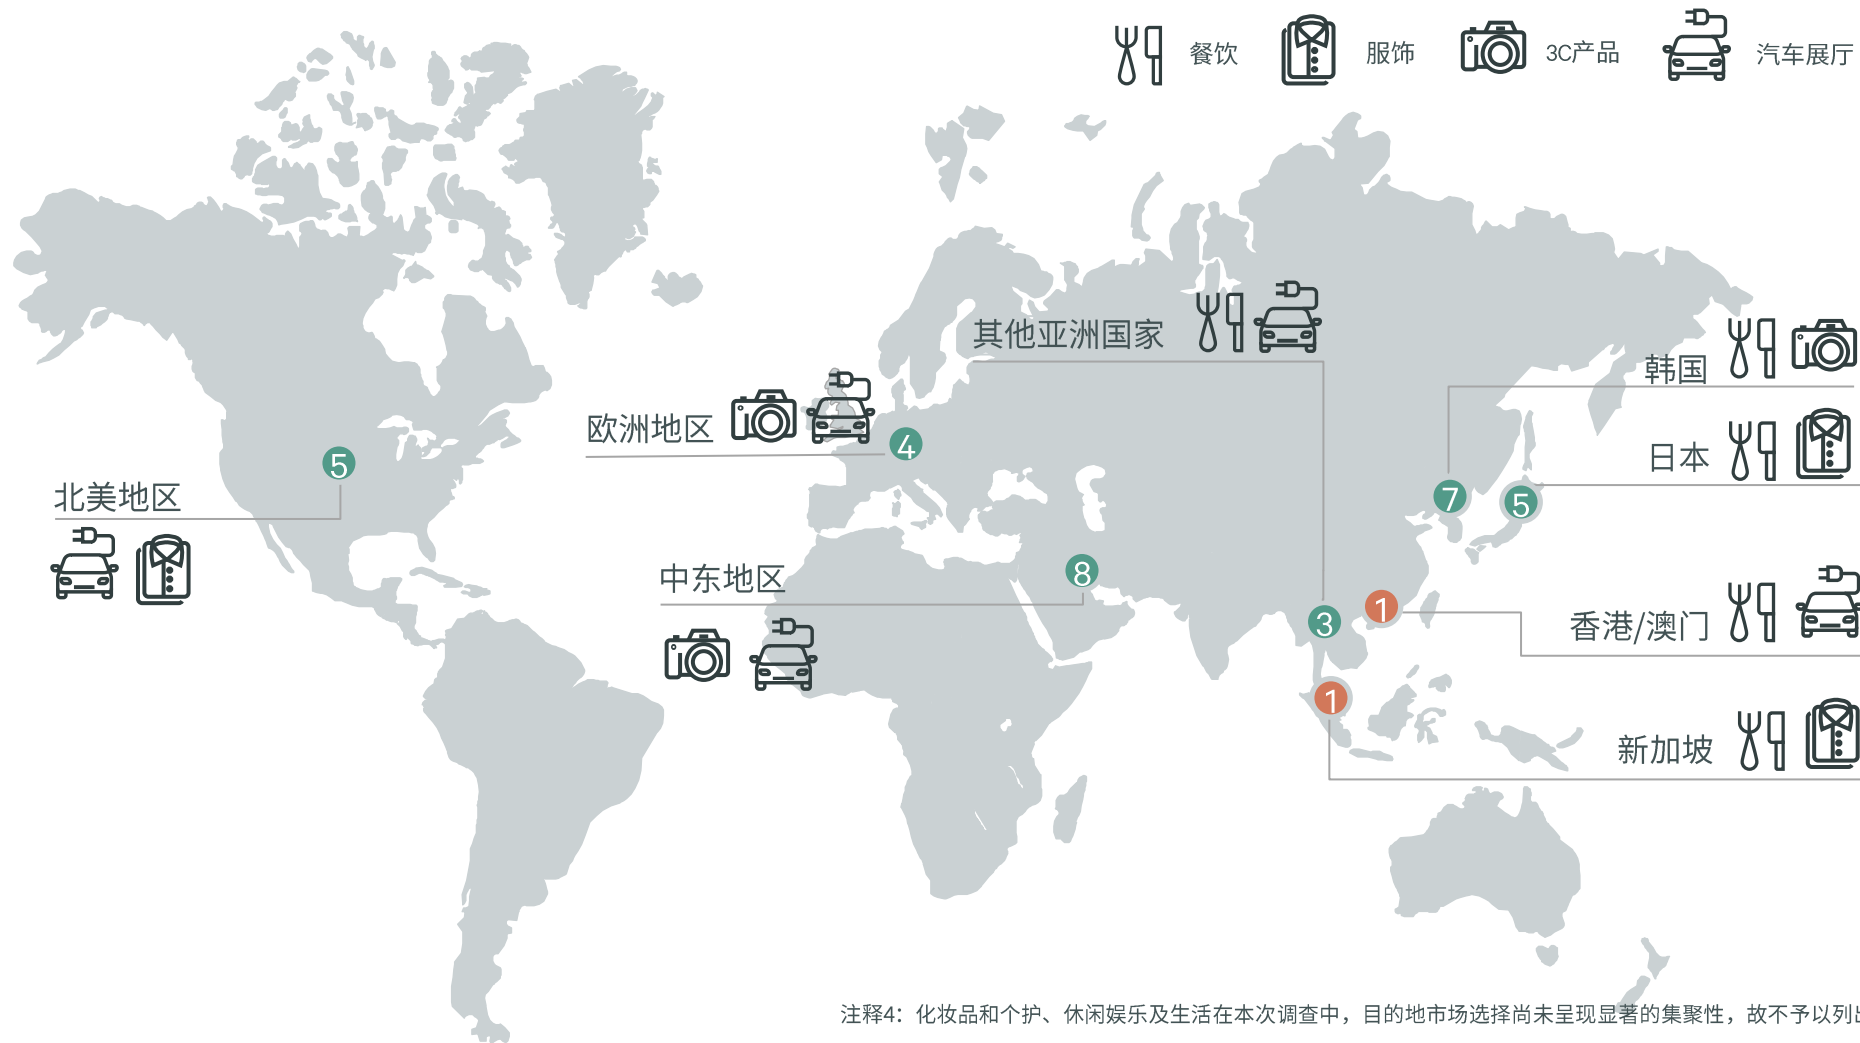 餐饮 服饰 3C产品 汽车展厅
其他亚洲国家
韩国
欧洲地区
4
日本
5
北美地区
7
5
中东地区
8
1
3
香港/澳门
1
新加坡
注释4：化妆品和个护、休闲娱乐及生活在本次调查中，目的地市场选择尚未呈现显著的集聚性，故不予以列